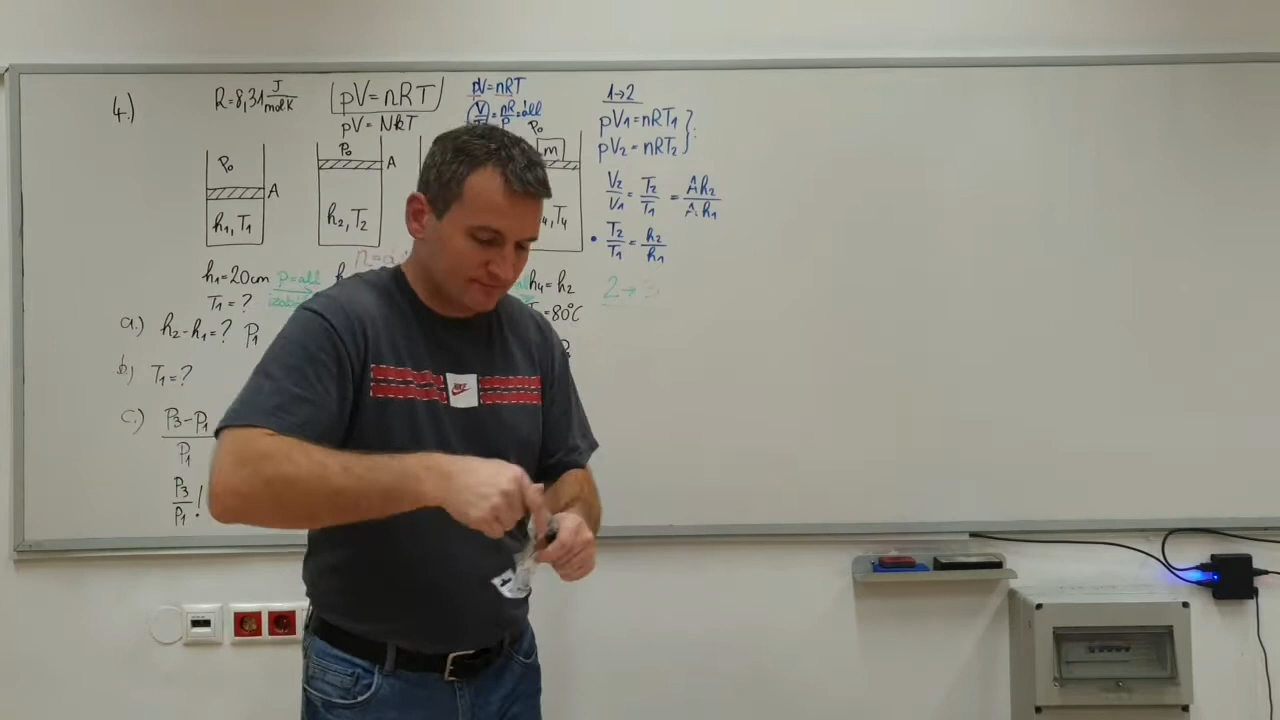 4.)
R=8,31 J/molK
pV=nRT
pV=NkT
pV=nRT
V = nR/p = áll
P₀
A
h₁,T₁
P₀
A
h₂,T₂
P₀
m
,T₄
h₁=20cm
p=áll
T₁=?
h₄=h₂
=80°C
a.) h₂-h₁=? P₁
b) T₁=?
c.) P₃-P₁/P₁
P₃/P₁!
1→2
pV₁=nRT₁
pV₂=nRT₂ } :
V₂/V₁=T₂/T₁=Ah₂/A·h₁
• T₂/T₁=h₂/h₁
2→3
NIKE